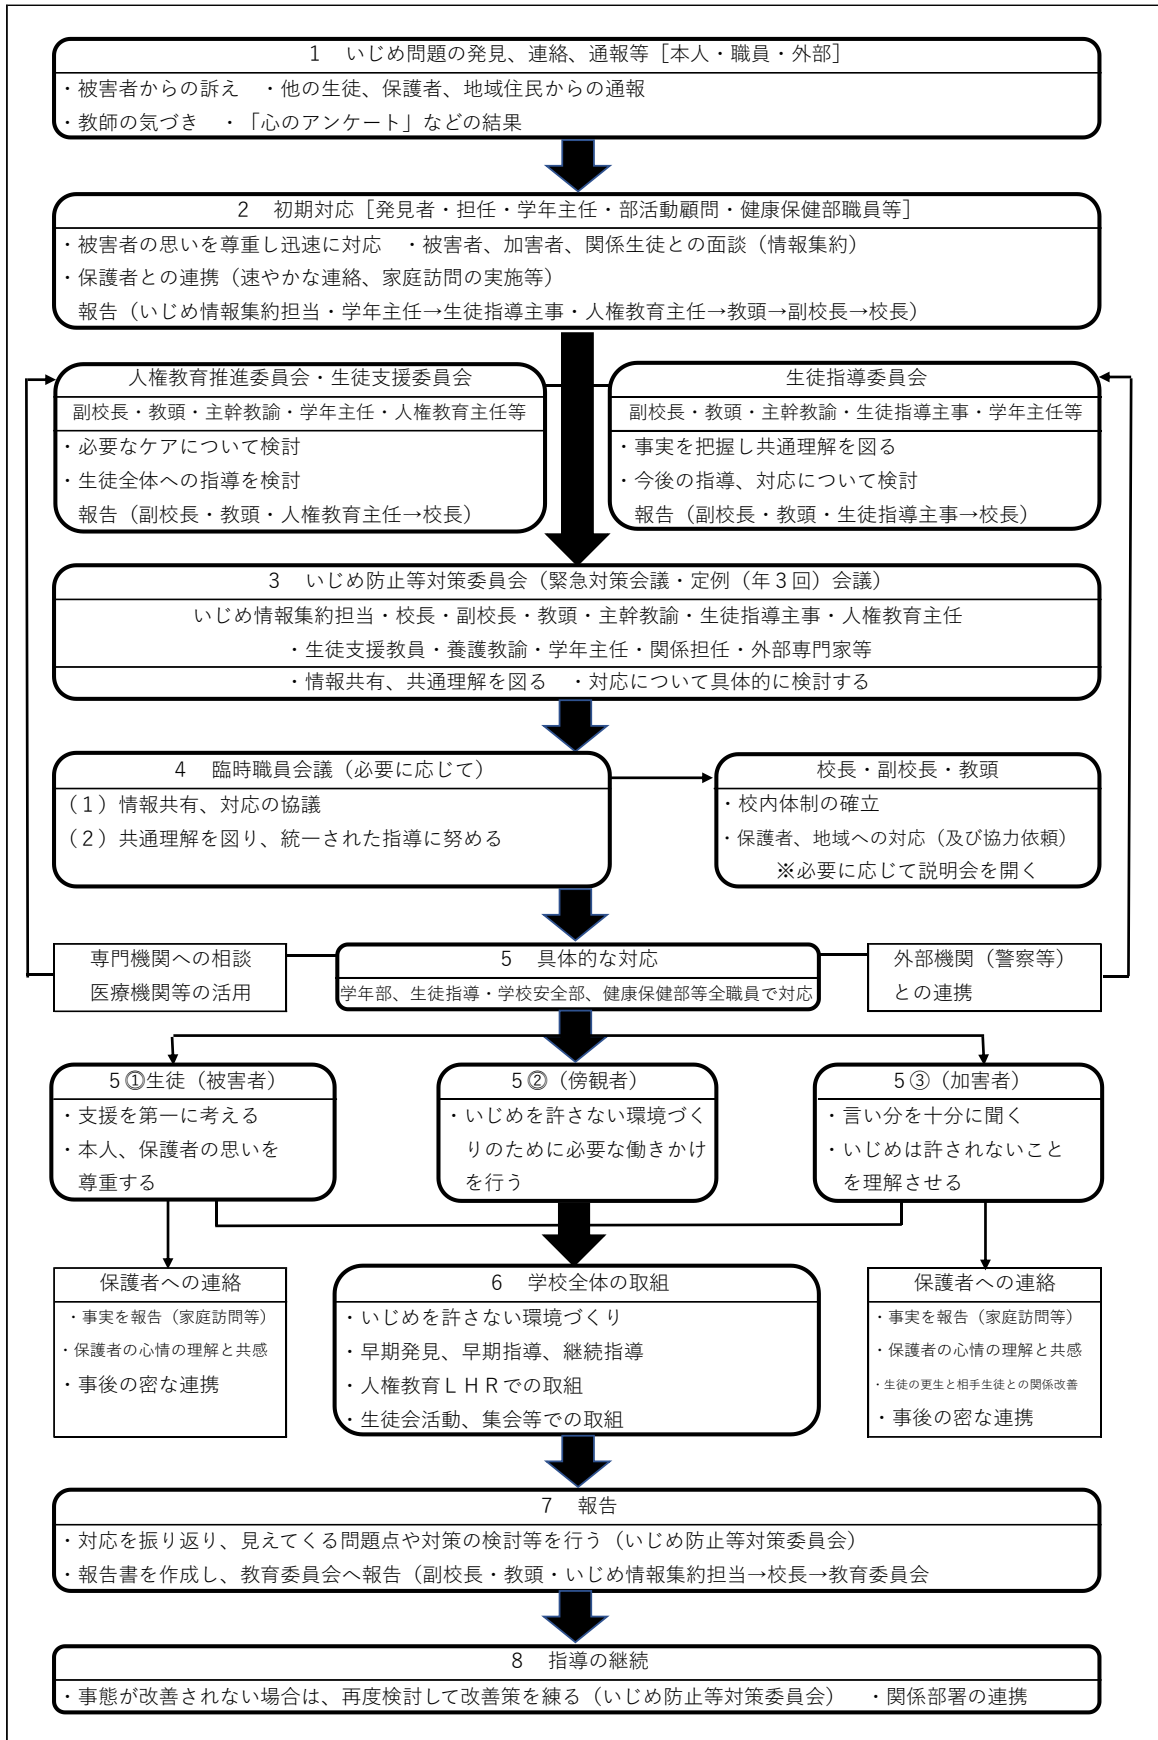 1　いじめ問題の発見、連絡、通報等［本人・職員・外部］
・被害者からの訴え　・他の生徒、保護者、地域住民からの通報
・教師の気づき　・「心のアンケート」などの結果
2　初期対応［発見者・担任・学年主任・部活動顧問・健康保健部職員等］
・被害者の思いを尊重し迅速に対応　・被害者、加害者、関係生徒との面談（情報集約）
・保護者との連携（速やかな連絡、家庭訪問の実施等）
報告（いじめ情報集約担当・学年主任→生徒指導主事・人権教育主任→教頭→副校長→校長）
人権教育推進委員会・生徒支援委員会
副校長・教頭・主幹教諭・学年主任・人権教育主任等
・必要なケアについて検討
・生徒全体への指導を検討
報告（副校長・教頭・人権教育主任→校長）
生徒指導委員会
副校長・教頭・主幹教諭・生徒指導主事・学年主任等
・事実を把握し共通理解を図る
・今後の指導、対応について検討
報告（副校長・教頭・生徒指導主事→校長）
3　いじめ防止等対策委員会（緊急対策会議・定例（年３回）会議）
いじめ情報集約担当・校長・副校長・教頭・主幹教諭・生徒指導主事・人権教育主任
・生徒支援教員・養護教諭・学年主任・関係担任・外部専門家等
・情報共有、共通理解を図る　・対応について具体的に検討する
4　臨時職員会議（必要に応じて）
（１）情報共有、対応の協議
（２）共通理解を図り、統一された指導に努める
校長・副校長・教頭
・校内体制の確立
・保護者、地域への対応（及び協力依頼）
※必要に応じて説明会を開く
専門機関への相談
医療機関等の活用
5　具体的な対応
学年部、生徒指導・学校安全部、健康保健部等全職員で対応
外部機関（警察等）
との連携
5①生徒（被害者）
・支援を第一に考える
・本人、保護者の思いを
尊重する
5②（傍観者）
・いじめを許さない環境づく
りのために必要な働きかけ
を行う
5③（加害者）
・言い分を十分に聞く
・いじめは許されないこと
を理解させる
保護者への連絡
・事実を報告（家庭訪問等）
・保護者の心情の理解と共感
・事後の密な連携
6　学校全体の取組
・いじめを許さない環境づくり
・早期発見、早期指導、継続指導
・人権教育ＬＨＲでの取組
・生徒会活動、集会等での取組
保護者への連絡
・事実を報告（家庭訪問等）
・保護者の心情の理解と共感
・生徒の更生と相手生徒との関係改善
・事後の密な連携
7　報告
・対応を振り返り、見えてくる問題点や対策の検討等を行う（いじめ防止等対策委員会）
・報告書を作成し、教育委員会へ報告（副校長・教頭・いじめ情報集約担当→校長→教育委員会
8　指導の継続
・事態が改善されない場合は、再度検討して改善策を練る（いじめ防止等対策委員会）　・関係部署の連携